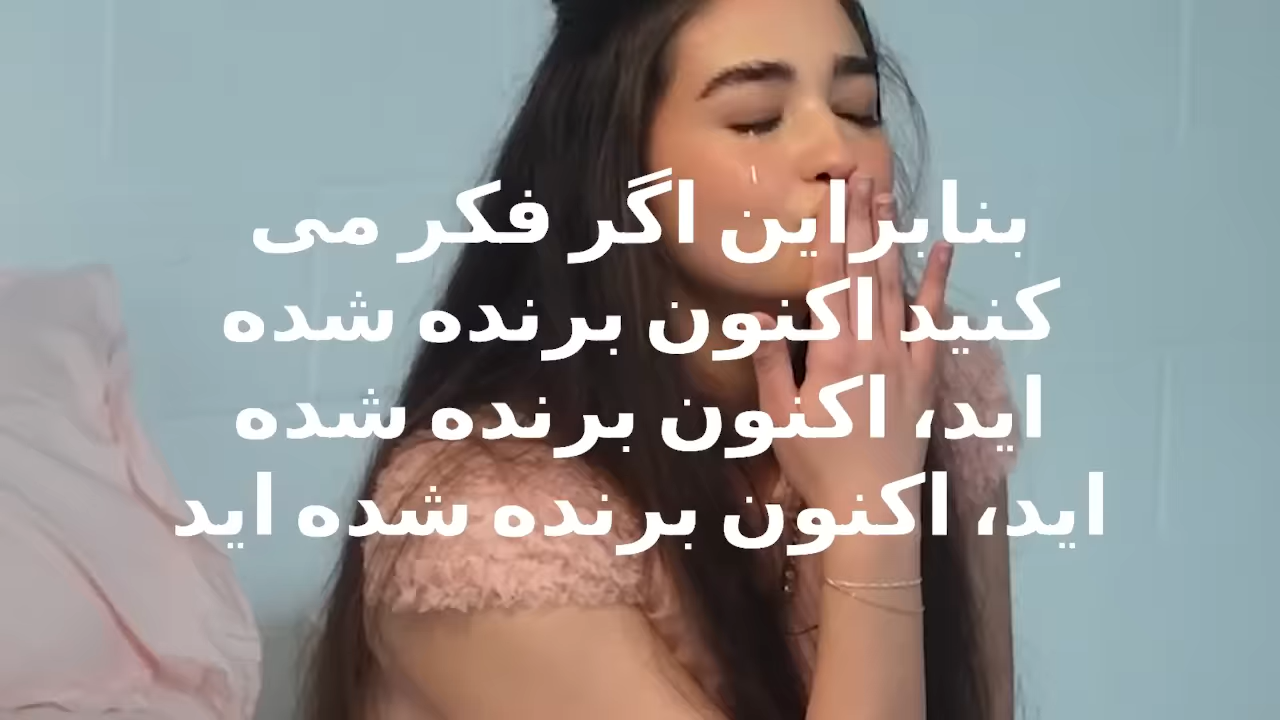 بنابراین اگر فکر می
کنید اکنون برنده شده
اید، اکنون برنده شده
اید، اکنون برنده شده اید